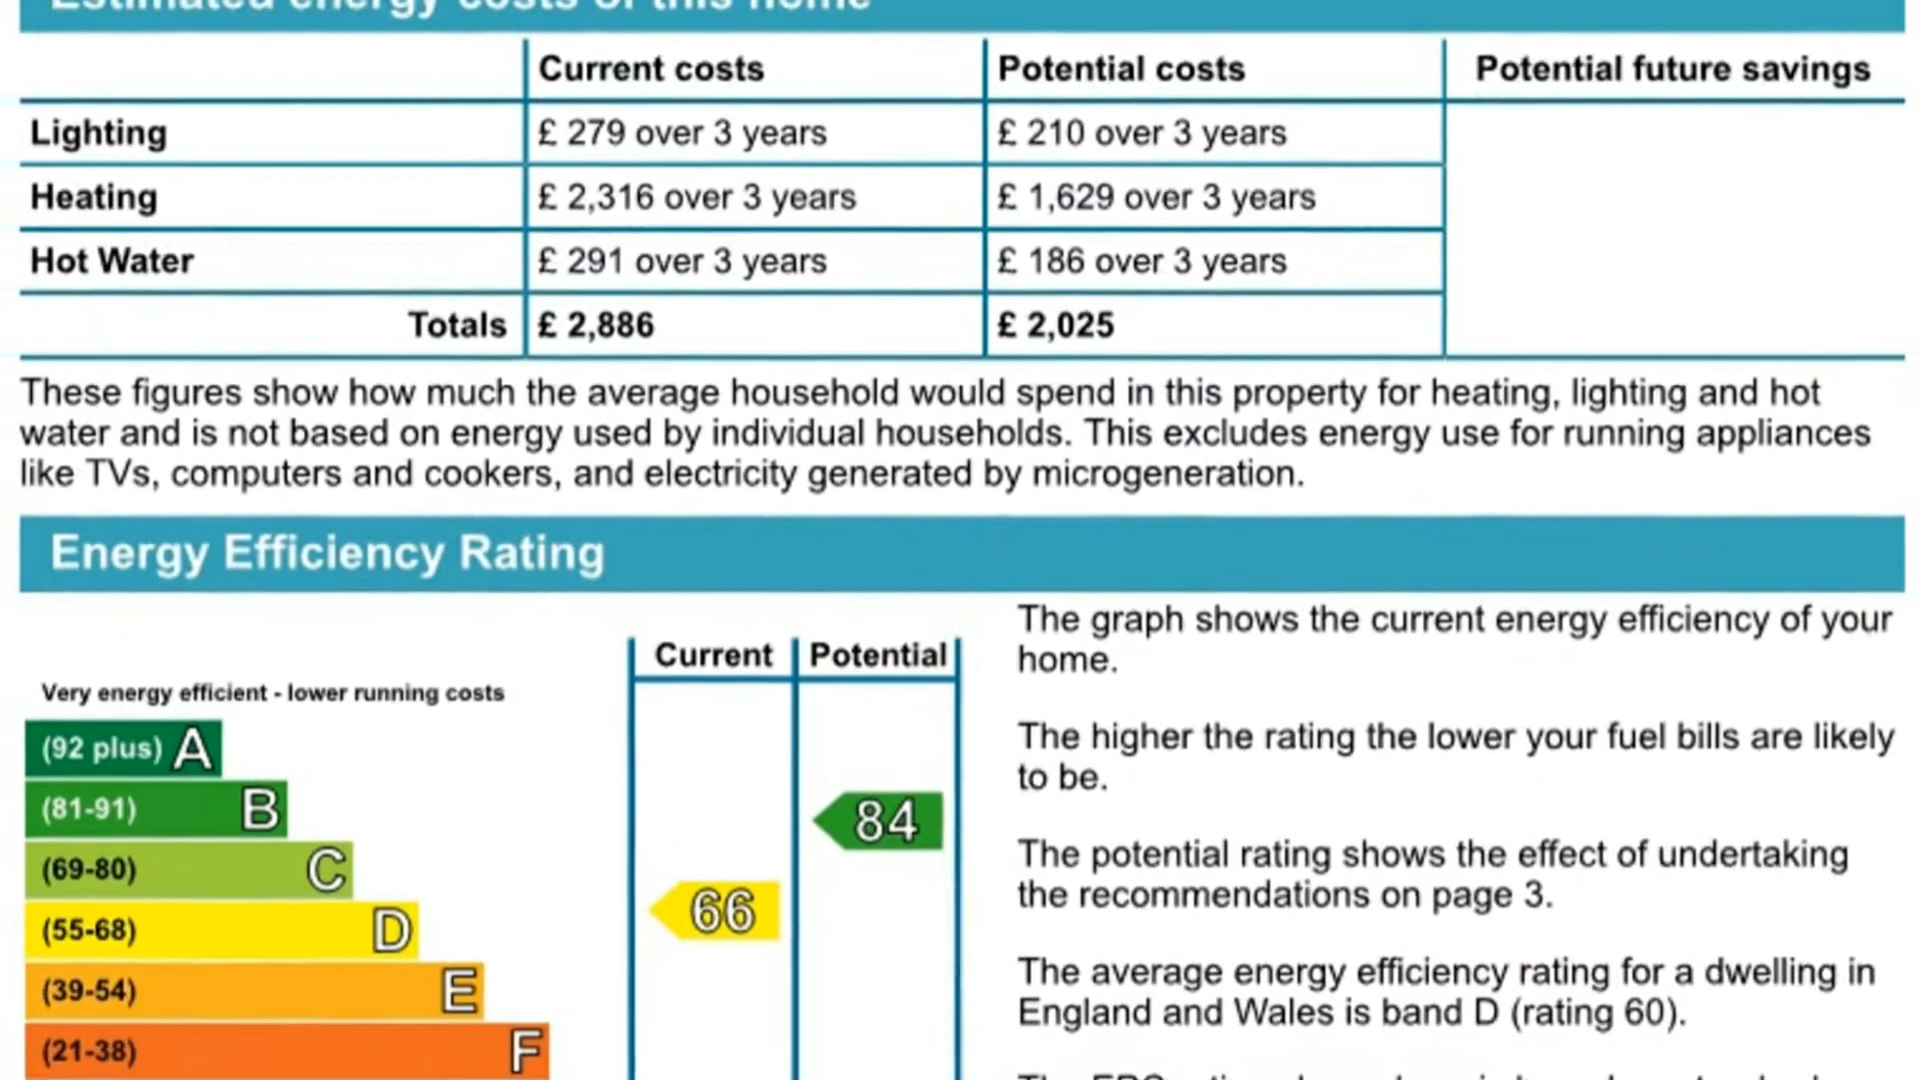 Estimated energy costs of this home
Current costs Potential costs Potential future savings
Lighting £ 279 over 3 years £ 210 over 3 years
Heating £ 2,316 over 3 years £ 1,629 over 3 years
Hot Water £ 291 over 3 years £ 186 over 3 years
Totals £ 2,886 £ 2,025
These figures show how much the average household would spend in this property for heating, lighting and hot
water and is not based on energy used by individual households. This excludes energy use for running appliances
like TVs, computers and cookers, and electricity generated by microgeneration.
Energy Efficiency Rating
Current Potential
Very energy efficient - lower running costs
(92 plus) A
(81-91) B
84
(69-80) C
66
(55-68) D
(39-54) E
(21-38) F
The graph shows the current energy efficiency of your
home.
The higher the rating the lower your fuel bills are likely
to be.
The potential rating shows the effect of undertaking
the recommendations on page 3.
The average energy efficiency rating for a dwelling in
England and Wales is band D (rating 60).